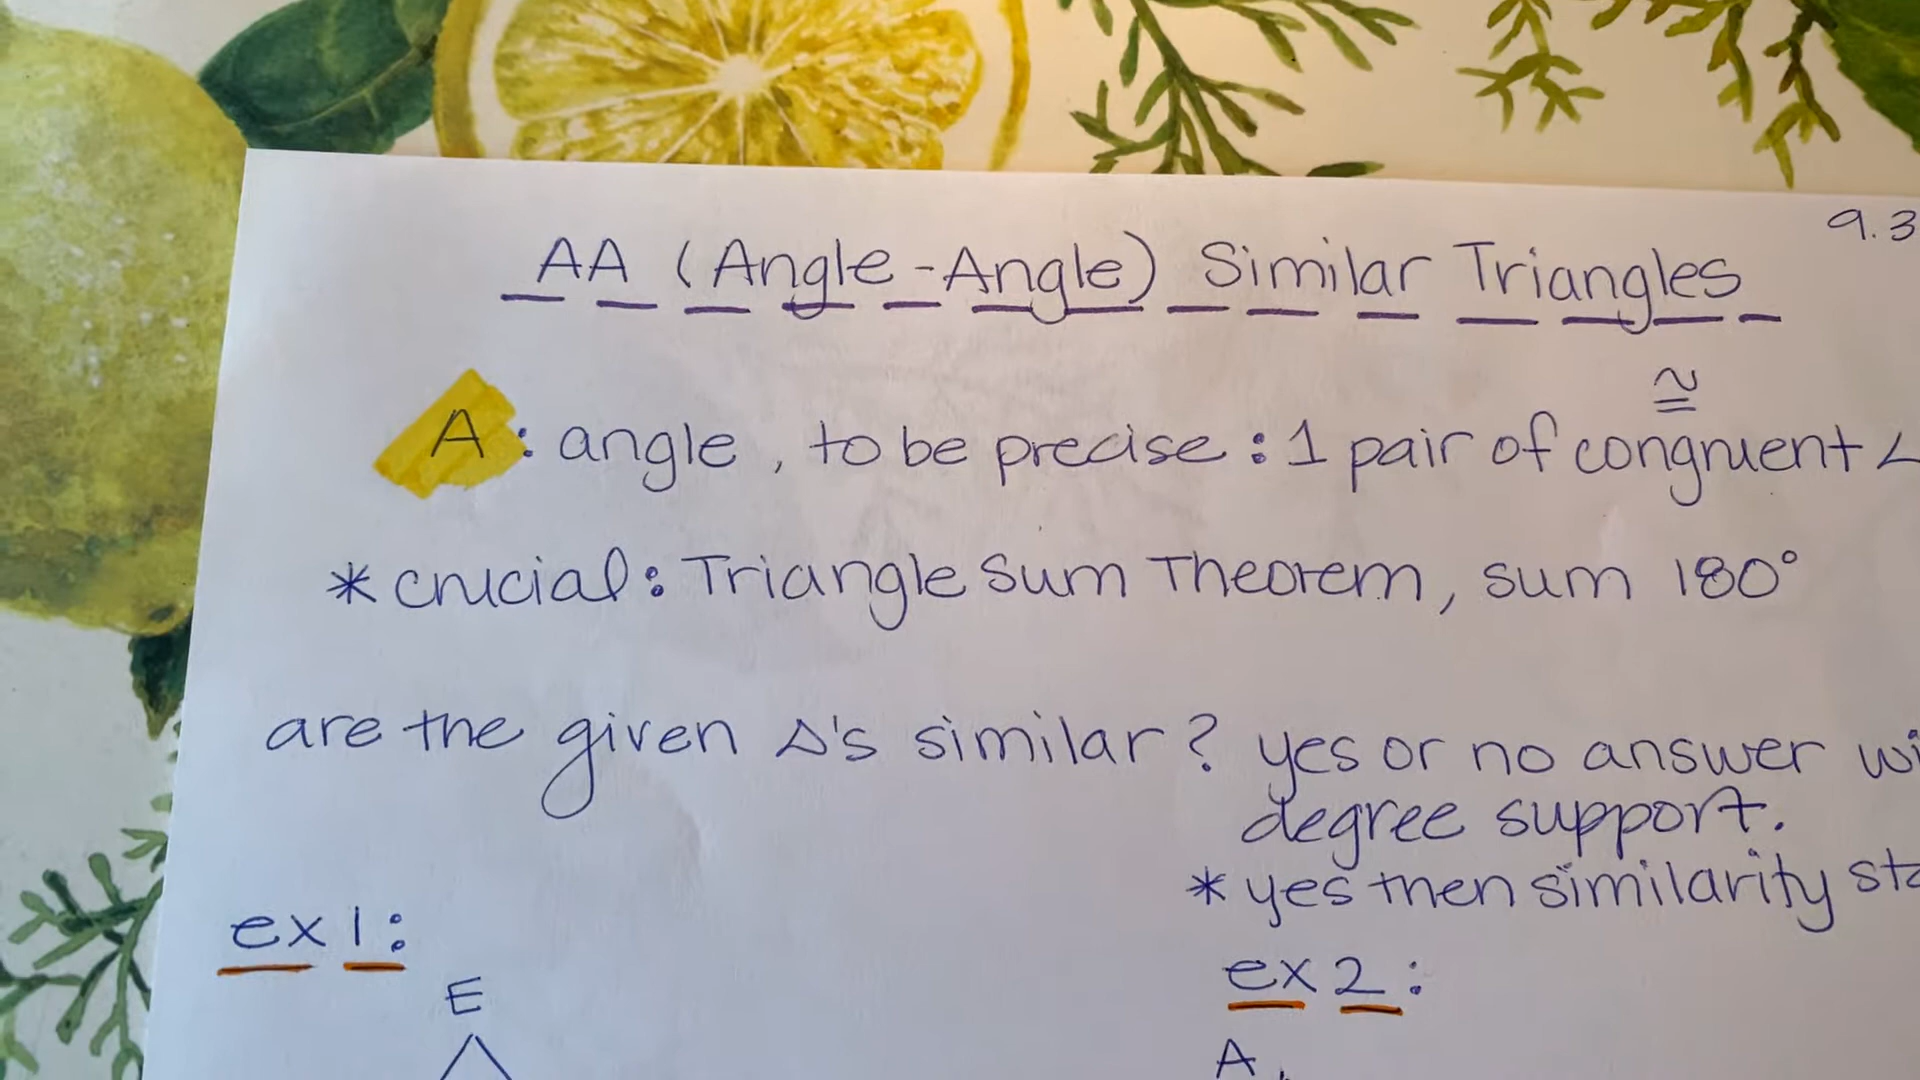 9.3
AA (Angle-Angle) Similar Triangles
≅
A: angle, to be precise: 1 pair of congruent ∠
*crucial: Triangle Sum Theorem, sum 180°
are the given △'s similar? yes or no answer
degree support.
*yes then similarity
ex 1:
E
ex 2:
A